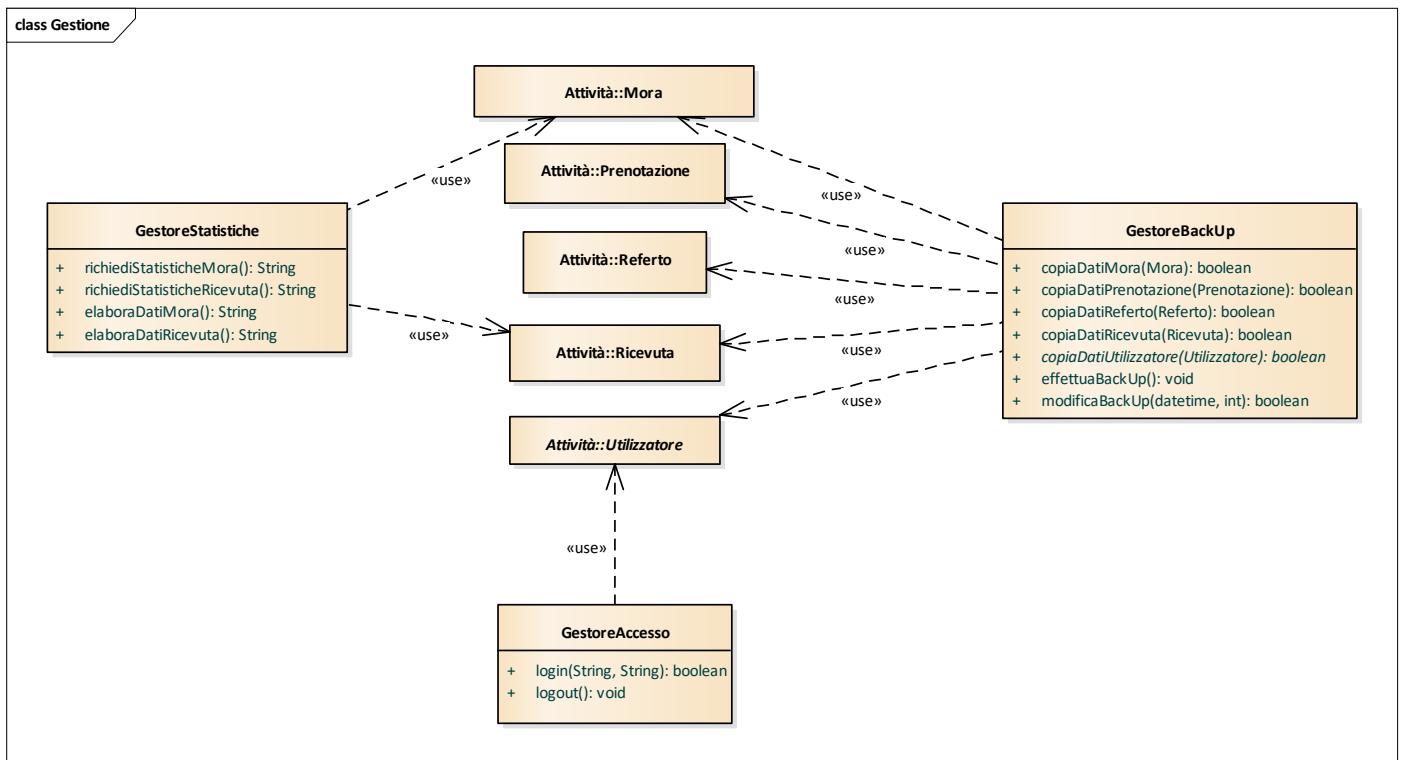 class Gestione
Attività::Mora
«use»
«use»
Attività::Prenotazione
«use»
GestoreStatistiche
+ richiediStatisticheMora(): String
+ richiediStatisticheRicevuta(): String
+ elaboraDatiMora(): String
+ elaboraDatiRicevuta(): String
Attività::Referto
«use»
GestoreBackUp
+ copiaDatiMora(Mora): boolean
+ copiaDatiPrenotazione(Prenotazione): boolean
+ copiaDatiReferto(Referto): boolean
+ copiaDatiRicevuta(Ricevuta): boolean
+ copiaDatiUtilizzatore(Utilizzatore): boolean
+ effettuaBackUp(): void
+ modificaBackUp(datetime, int): boolean
«use»
Attività::Ricevuta
«use»
«use»
Attività::Utilizzatore
«use»
GestoreAccesso
+ login(String, String): boolean
+ logout(): void